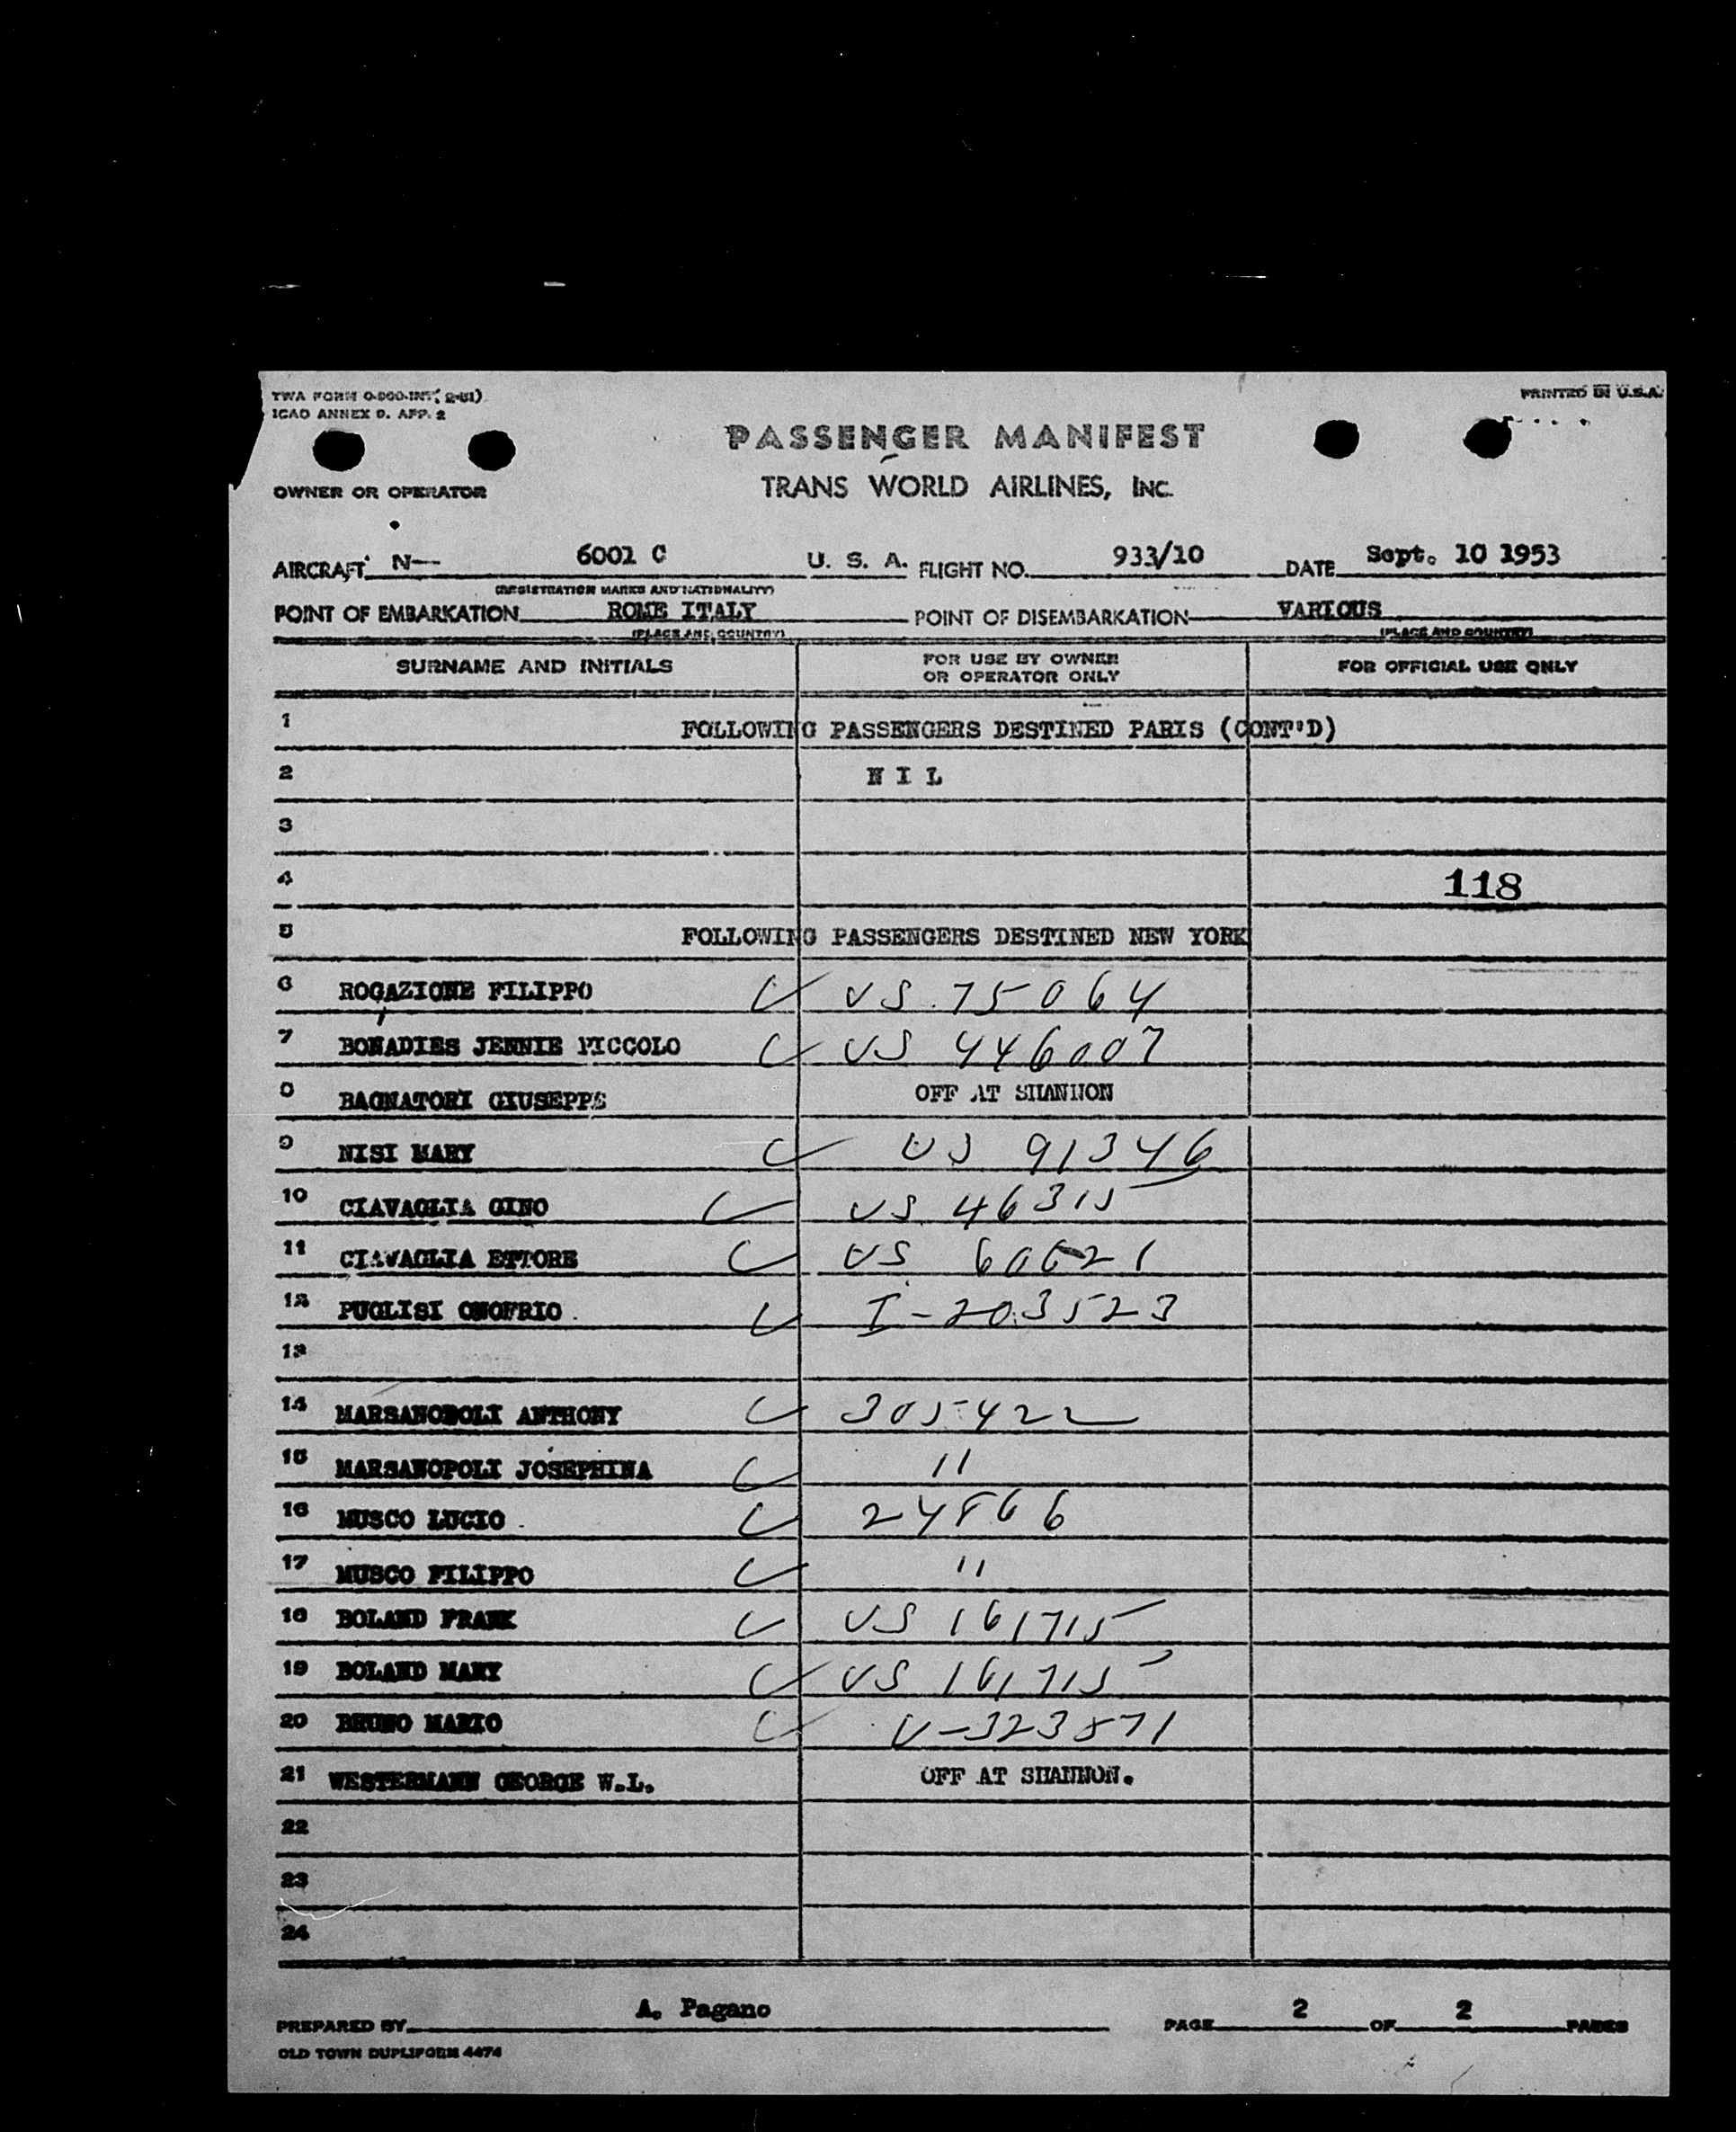 TWA FORM O-900-INT (2-51)
ICAO ANNEX 9. APP. 2
PRINTED IN U.S.A.
PASSENGER MANIFEST
OWNER OR OPERATOR
TRANS WORLD AIRLINES, INC.
AIRCRAFT N— 6001 C U. S. A. FLIGHT NO. 933/10 DATE Sept. 10 1953
(REGISTRATION MARKS AND NATIONALITY)
POINT OF EMBARKATION ROME ITALY POINT OF DISEMBARKATION VARIOUS
(PLACE AND COUNTRY) (PLACE AND COUNTRY)
SURNAME AND INITIALS FOR USE BY OWNER OR OPERATOR ONLY FOR OFFICIAL USE ONLY
1 FOLLOWING PASSENGERS DESTINED PARIS (CONT'D)
2 N I L
3
4 118
5 FOLLOWING PASSENGERS DESTINED NEW YORK
6 ROGAZIONE FILIPPO US 75064
7 BONADIES JENNIE PICCOLO US 446007
8 BAGNATORI GIUSEPPE OFF AT SHANNON
9 NISI MARY US 91346
10 CIAVAGLIA GINO US 46315
11 CIAVAGLIA ETTORE US 60621
12 PUGLISI ONOFRIO I-203523
13
14 MARSANOPOLI ANTHONY 305422
15 MARSANOPOLI JOSEPHINA "
16 MUSCO LUCIO 24866
17 MUSCO FILIPPO "
18 BOLAND FRANK US 161715
19 BOLAND MARY US 161715
20 BRUNO MARIO V-323871
21 WESTERMANN GEORGE W.L. OFF AT SHANNON.
22
23
24
PREPARED BY A. Pagano PAGE 2 OF 2 PAGES
OLD TOWN DUPLIFORM 4474